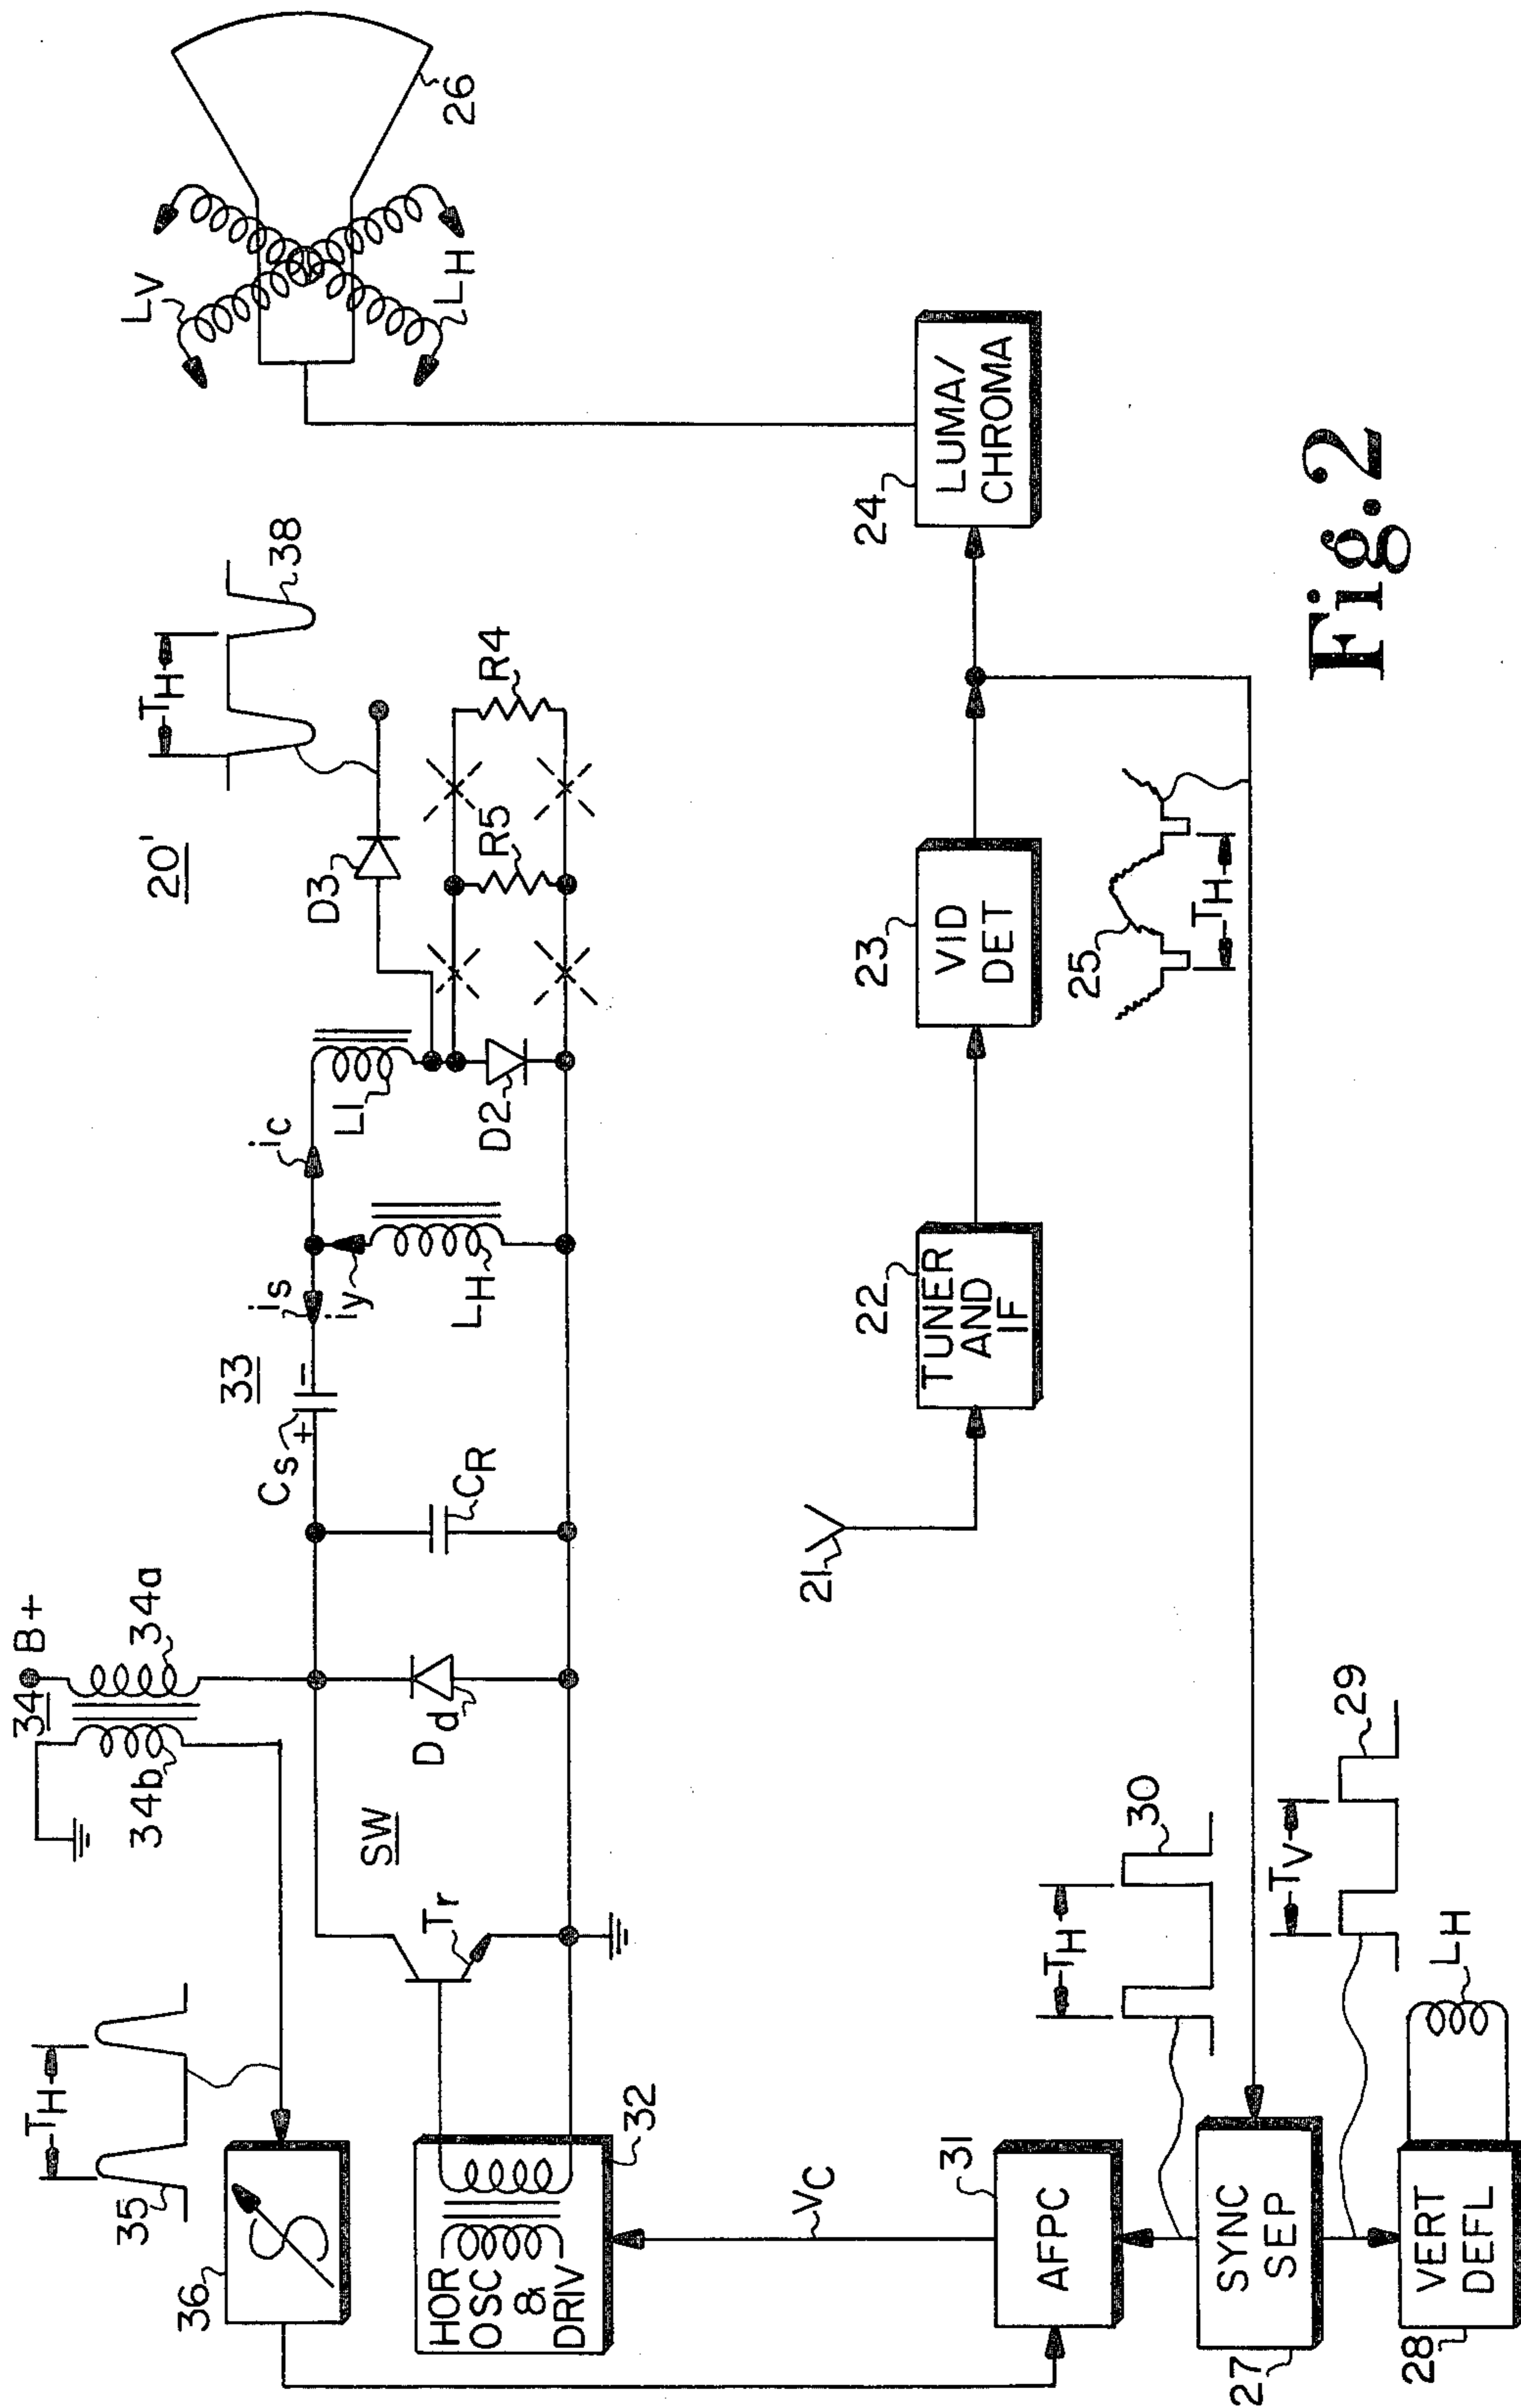 20'
34
B+
34a
34b
35
TH
36
SW
Tr
Dd
CR
Cs
+
-
33
is
iy
ic
LH
L1
D2
D3
R5
R4
TH
38
LV
LH
26
HOR
OSC
&
DRIV
32
VC
AFPC
31
TH
30
SYNC
SEP
27
TV
29
VERT
DEFL
28
LH
21
TUNER
AND
IF
22
VID
DET
23
25
TH
LUMA/
CHROMA
24
Fig.2